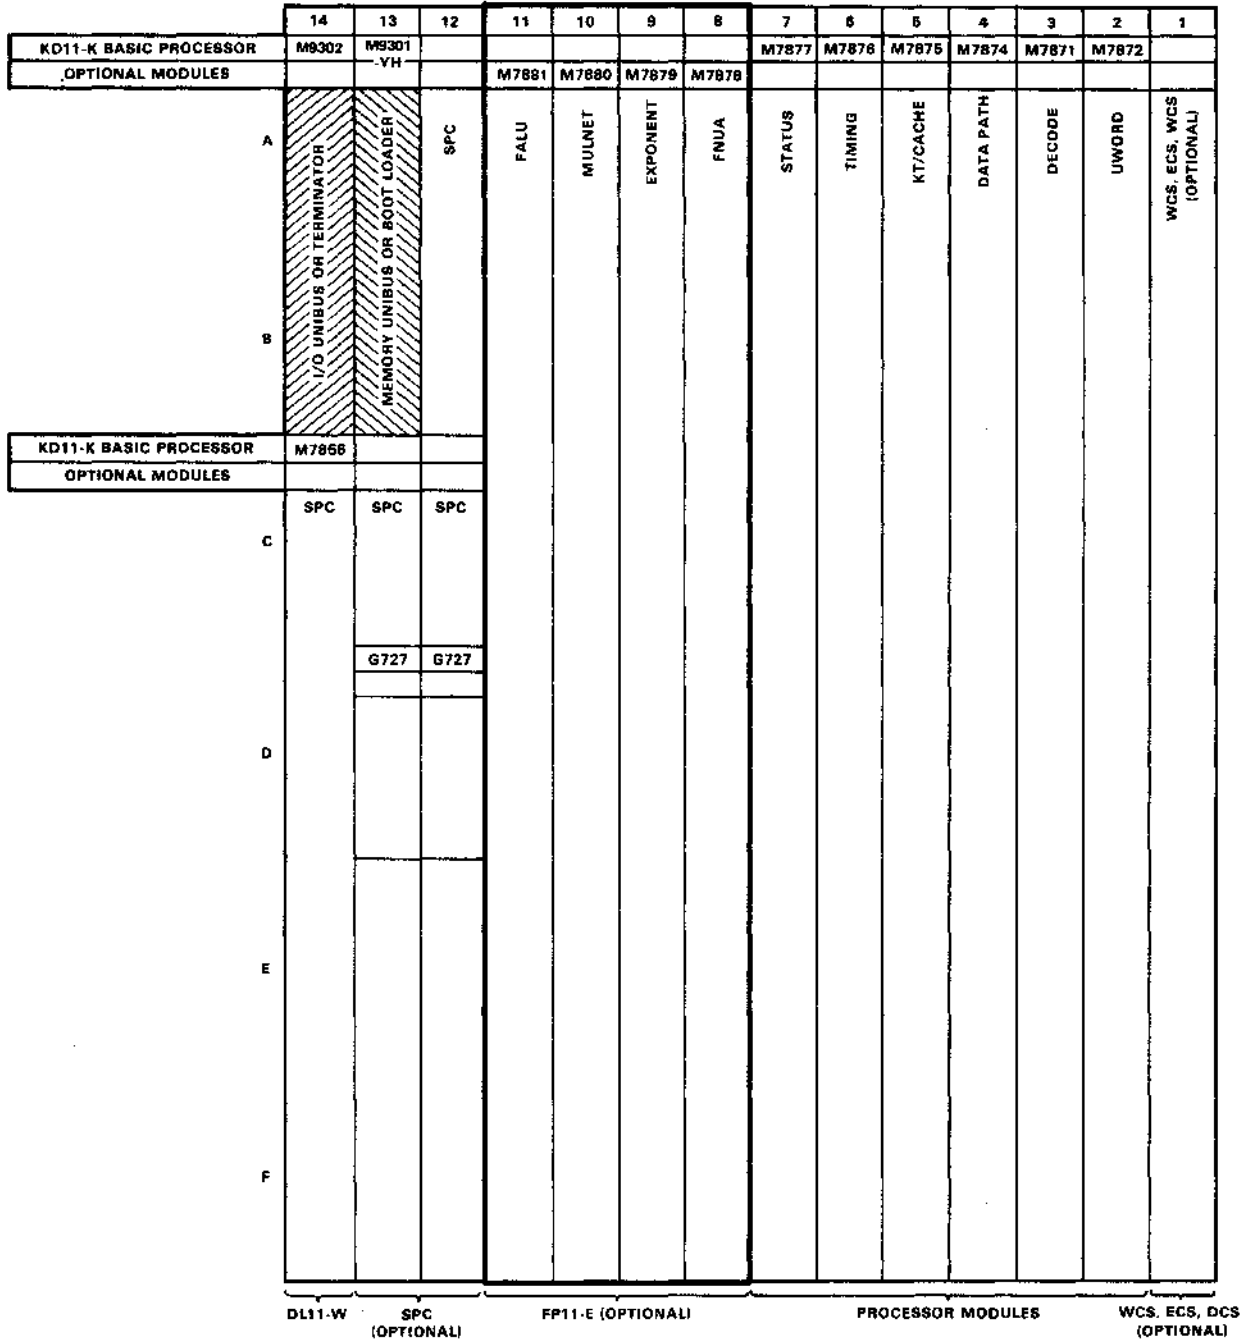 14 13 12 11 10 9 8 7 6 5 4 3 2 1
KD11-K BASIC PROCESSOR M9302 M9301 -YH M7877 M7876 M7875 M7874 M7871 M7872
OPTIONAL MODULES M7881 M7880 M7879 M7878
A
I/O UNIBUS OR TERMINATOR
MEMORY UNIBUS OR BOOT LOADER
SPC
FALU
MULNET
EXPONENT
FNUA
STATUS
TIMING
KT/CACHE
DATA PATH
DECODE
UWORD
WCS, ECS, WCS
(OPTIONAL)
B
KD11-K BASIC PROCESSOR M7856
OPTIONAL MODULES
SPC SPC SPC
C
G727 G727
D
E
F
DL11-W SPC FP11-E (OPTIONAL) PROCESSOR MODULES WCS, ECS, DCS
(OPTIONAL) (OPTIONAL)